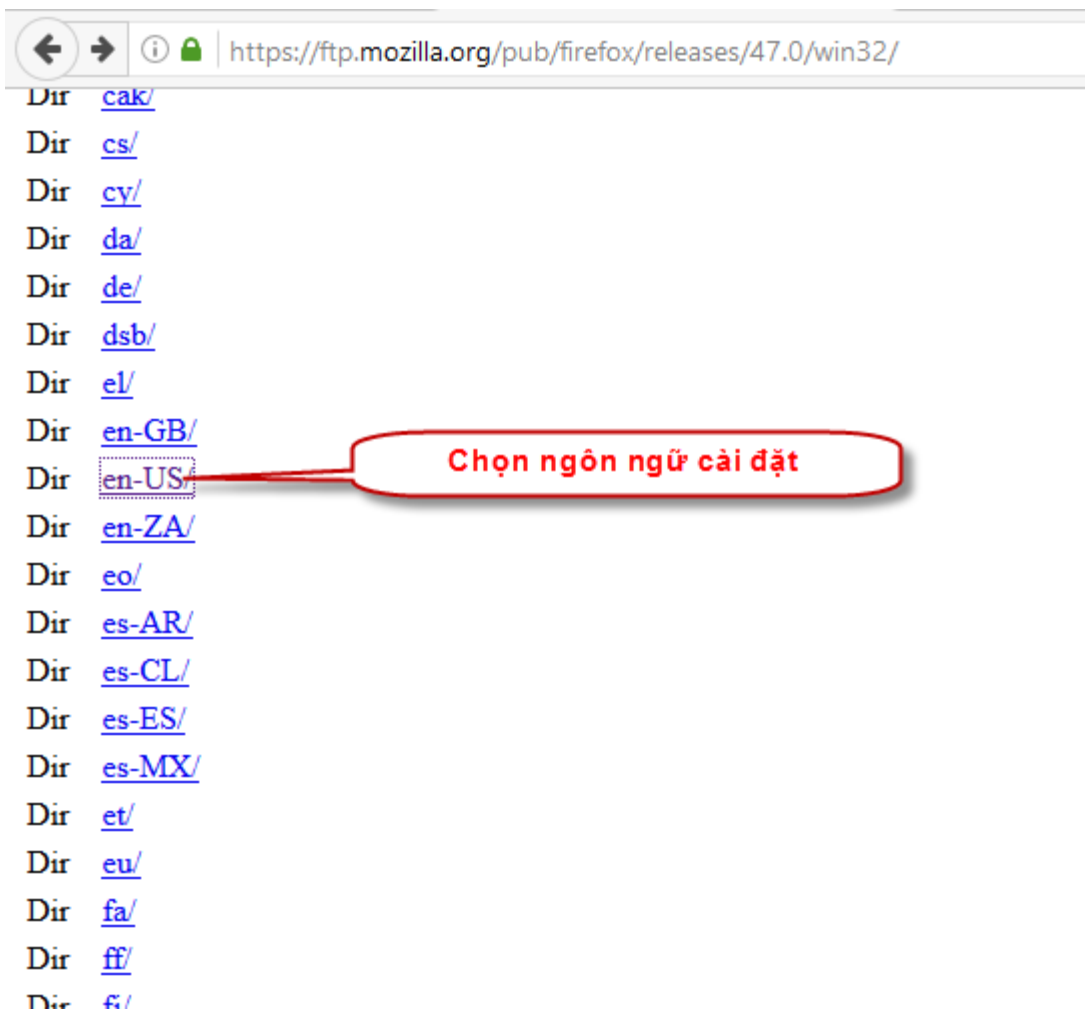 https://ftp.mozilla.org/pub/firefox/releases/47.0/win32/
Dir cak/
Dir cs/
Dir cy/
Dir da/
Dir de/
Dir dsb/
Dir el/
Dir en-GB/
Dir en-US/ Chọn ngôn ngữ cài đặt
Dir en-ZA/
Dir eo/
Dir es-AR/
Dir es-CL/
Dir es-ES/
Dir es-MX/
Dir et/
Dir eu/
Dir fa/
Dir ff/
Dir fi/